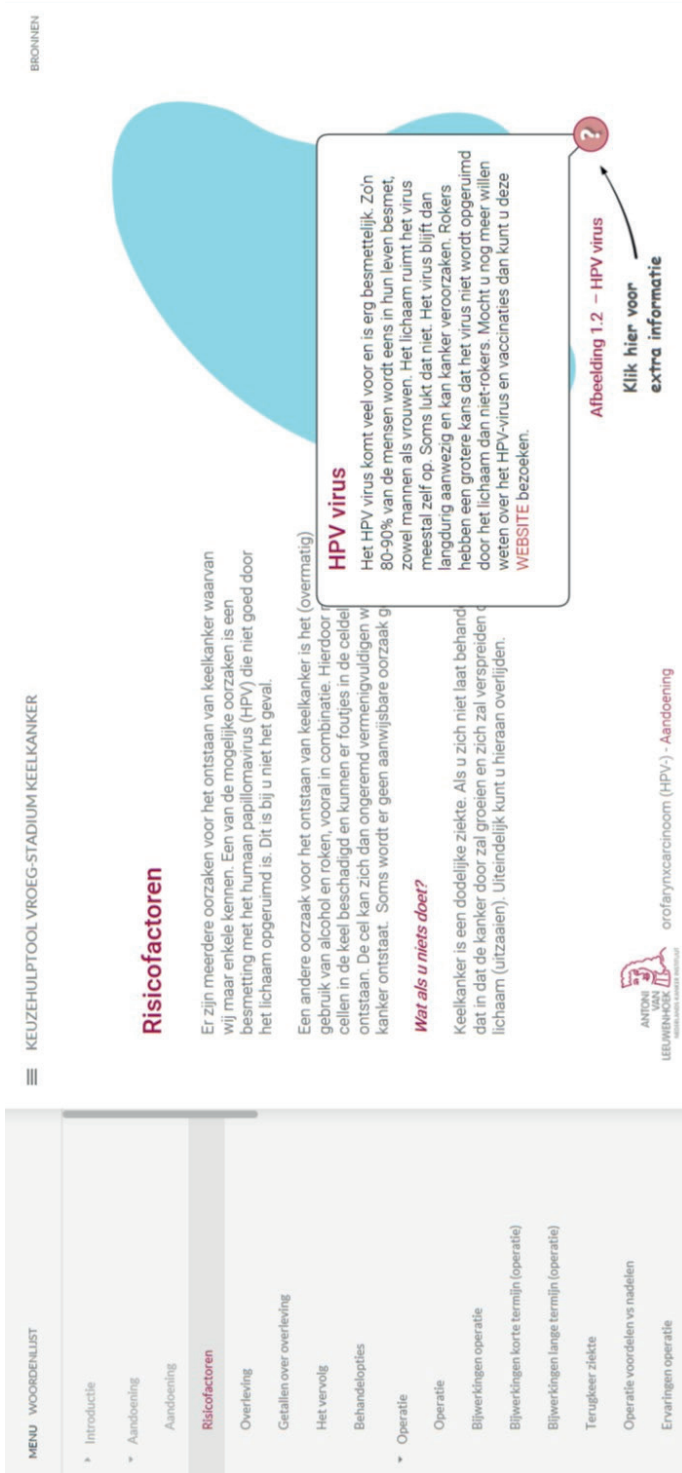 MENU WOORDENLIJST
Introductie
Aandoening
Aandoening
Risicofactoren
Overleving
Getallen over overleving
Het vervolg
Behandelopties
Operatie
Operatie
Bijwerkingen operatie
Bijwerkingen korte termijn (operatie)
Bijwerkingen lange termijn (operatie)
Terugkeer ziekte
Operatie voordelen vs nadelen
Ervaringen operatie
KEUZEHULPTOOL VROEG-STADIUM KEELKANKER
BRONNEN
Risicofactoren
Er zijn meerdere oorzaken voor het ontstaan van keelkanker waarvan
wij maar enkele kennen. Een van de mogelijke oorzaken is een
besmetting met het humaan papillomavirus (HPV) die niet goed door
het lichaam opgeruimd is. Dit is bij u niet het geval.
Een andere oorzaak voor het ontstaan van keelkanker is het (overmatig)
gebruik van alcohol en roken, vooral in combinatie. Hierdoor
cellen in de keel beschadigd en kunnen er foutjes in de celdel
ontstaan. De cel kan zich dan ongeremd vermenigvuldigen w
kanker ontstaat. Soms wordt er geen aanwijsbare oorzaak g
Wat als u niets doet?
Keelkanker is een dodelijke ziekte. Als u zich niet laat behand
dat in dat de kanker door zal groeien en zich zal verspreiden
lichaam (uitzaaien). Uiteindelijk kunt u hieraan overlijden.
HPV virus
Het HPV virus komt veel voor en is erg besmettelijk. Zo'n
80-90% van de mensen wordt eens in hun leven besmet,
zowel mannen als vrouwen. Het lichaam ruimt het virus
meestal zelf op. Soms lukt dat niet. Het virus blijft dan
langdurig aanwezig en kan kanker veroorzaken. Rokers
hebben een grotere kans dat het virus niet wordt opgeruimd
door het lichaam dan niet-rokers. Mocht u nog meer willen
weten over het HPV-virus en vaccinaties dan kunt u deze
WEBSITE bezoeken.
?
Afbeelding 1.2 – HPV virus
Klik hier voor
extra informatie
ANTONI
VAN
LEEUWENHOEK
NEDERLANDS KANKER INSTITUUT
orofarynxcarcinoom (HPV-) - Aandoening